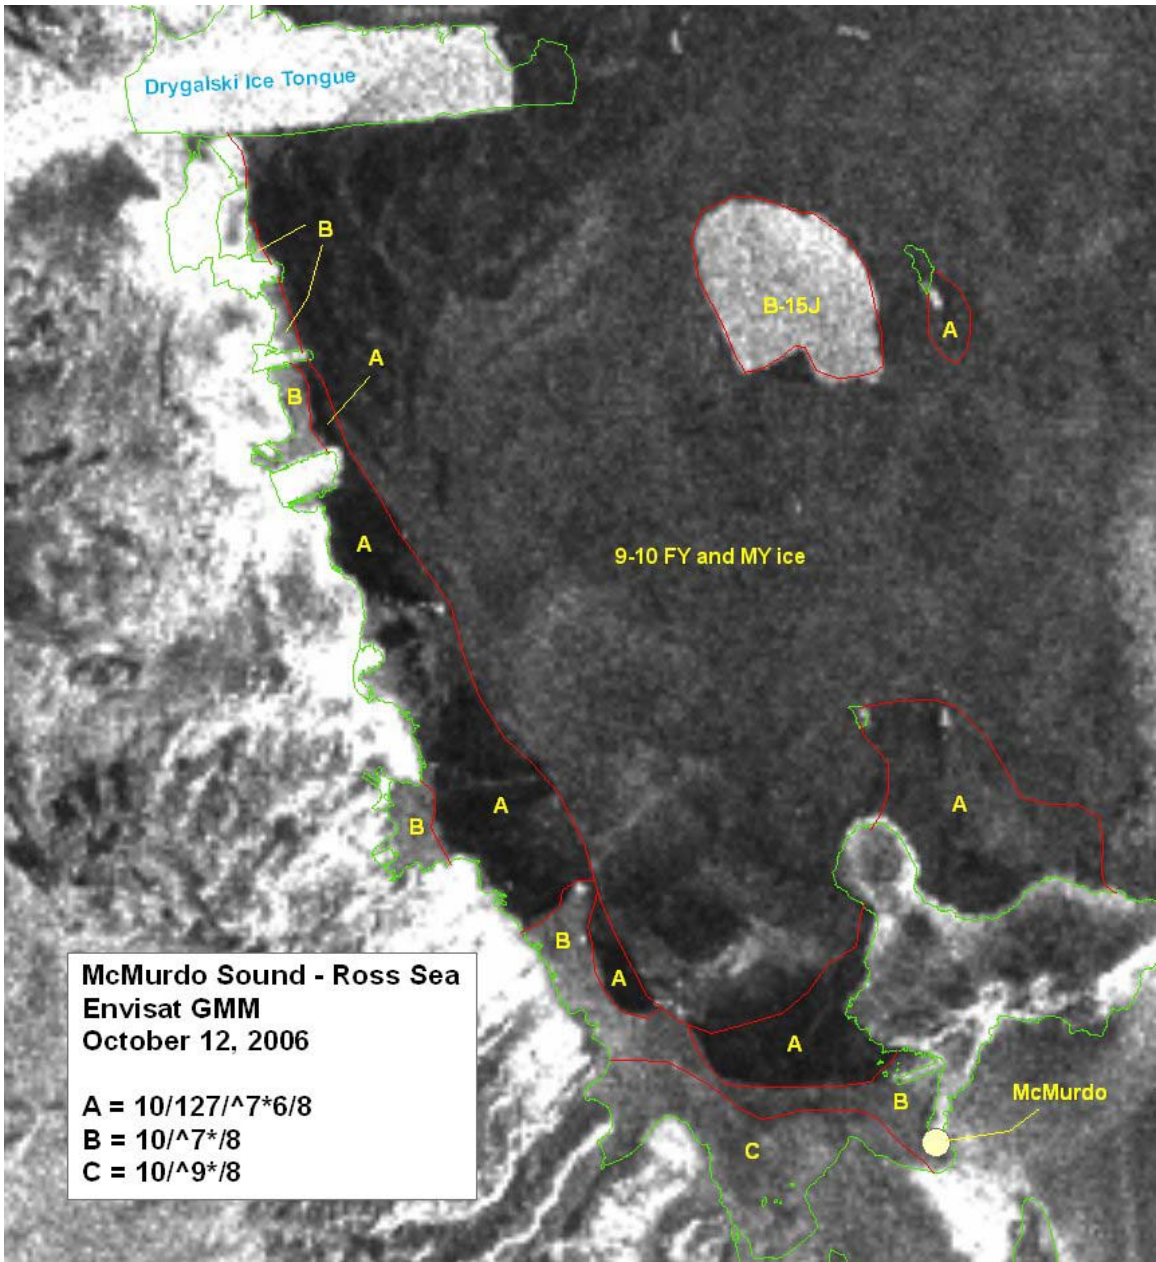 Drygalski Ice Tongue
B
B-15J
A
A
B
A
9-10 FY and MY ice
A
A
B
B
A
A
B
C
McMurdo
McMurdo Sound - Ross Sea
Envisat GMM
October 12, 2006
A = 10/127/^7*6/8
B = 10/^7*/8
C = 10/^9*/8